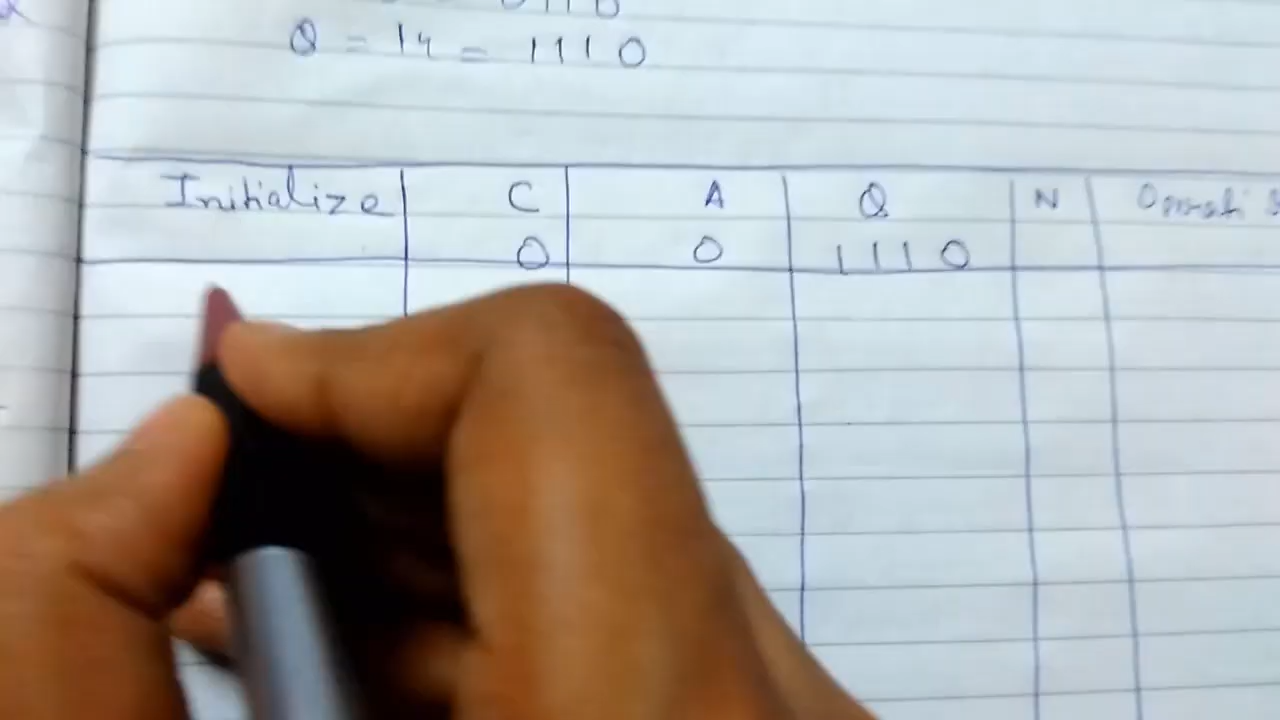 Q = 14 = 1110
Initialize C A Q N
0 0 1110